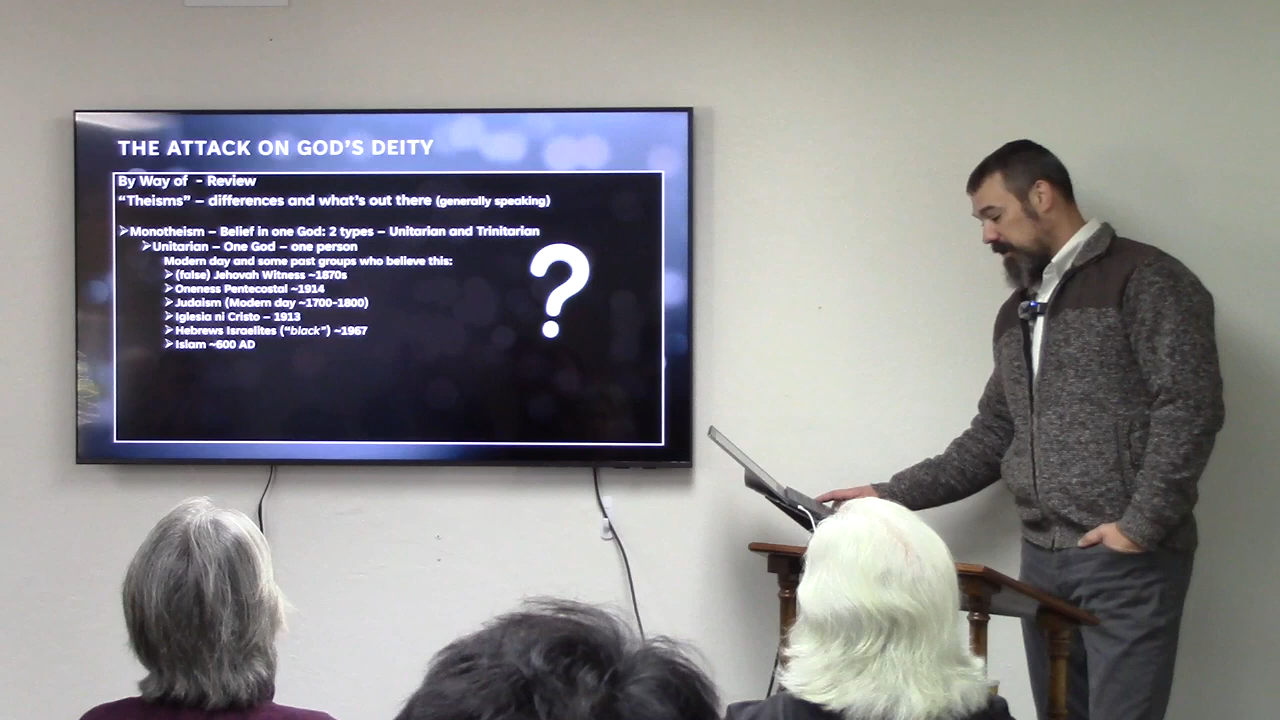 THE ATTACK ON GOD'S DEITY
By Way of - Review
"Theisms" – differences and what's out there (generally speaking)
➢Monotheism – Belief in one God: 2 types – Unitarian and Trinitarian
➢Unitarian – One God – one person
Modern day and some past groups who believe this:
➢(false) Jehovah Witness ~1870s
➢Oneness Pentecostal ~1914
➢Judaism (Modern day ~1700-1800)
➢Iglesia ni Cristo – 1913
➢Hebrews Israelites ("black") ~1967
➢Islam ~600 AD
?